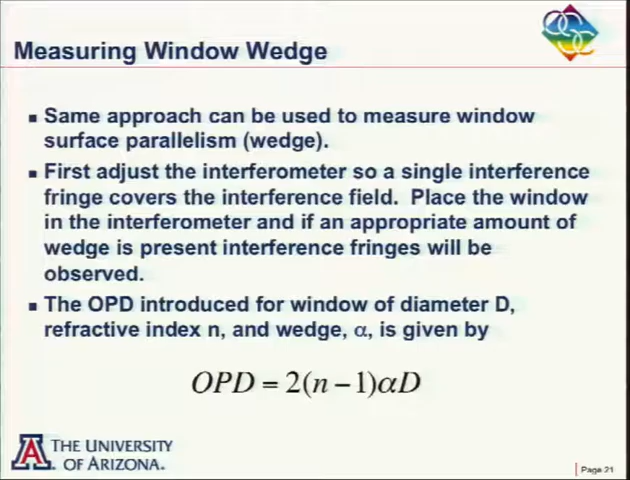 Measuring Window Wedge
Same approach can be used to measure window
surface parallelism (wedge).
First adjust the interferometer so a single interference
fringe covers the interference field. Place the window
in the interferometer and if an appropriate amount of
wedge is present interference fringes will be
observed.
The OPD introduced for window of diameter D,
refractive index n, and wedge, α, is given by
OPD = 2(n − 1)αD
A
THE UNIVERSITY
OF ARIZONA.
Page 21